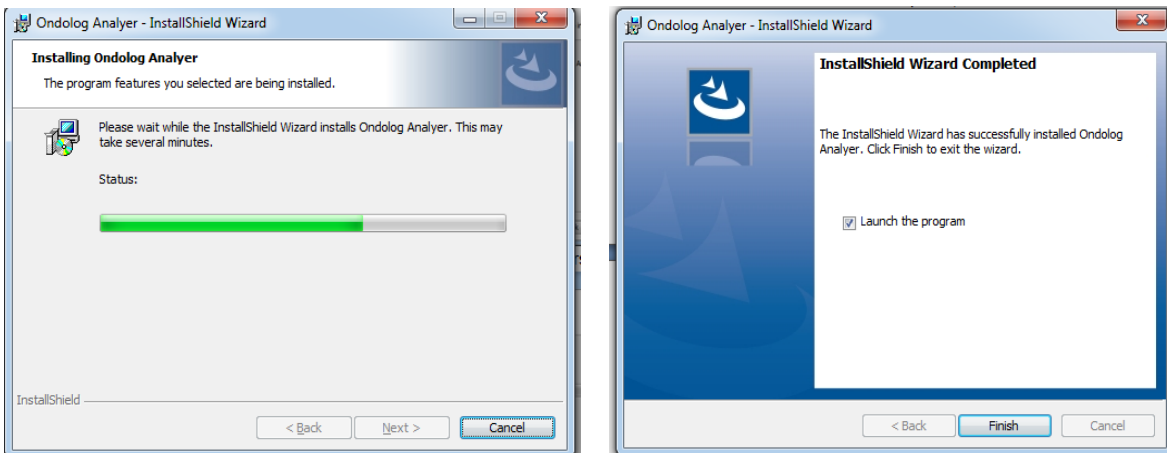 Ondolog Analyer - InstallShield Wizard
Installing Ondolog Analyer
The program features you selected are being installed.
Please wait while the InstallShield Wizard installs Ondolog Analyer. This may
take several minutes.
Status:
InstallShield
< Back
Next >
Cancel
Ondolog Analyer - InstallShield Wizard
InstallShield Wizard Completed
The InstallShield Wizard has successfully installed Ondolog
Analyer. Click Finish to exit the wizard.
Launch the program
< Back
Finish
Cancel